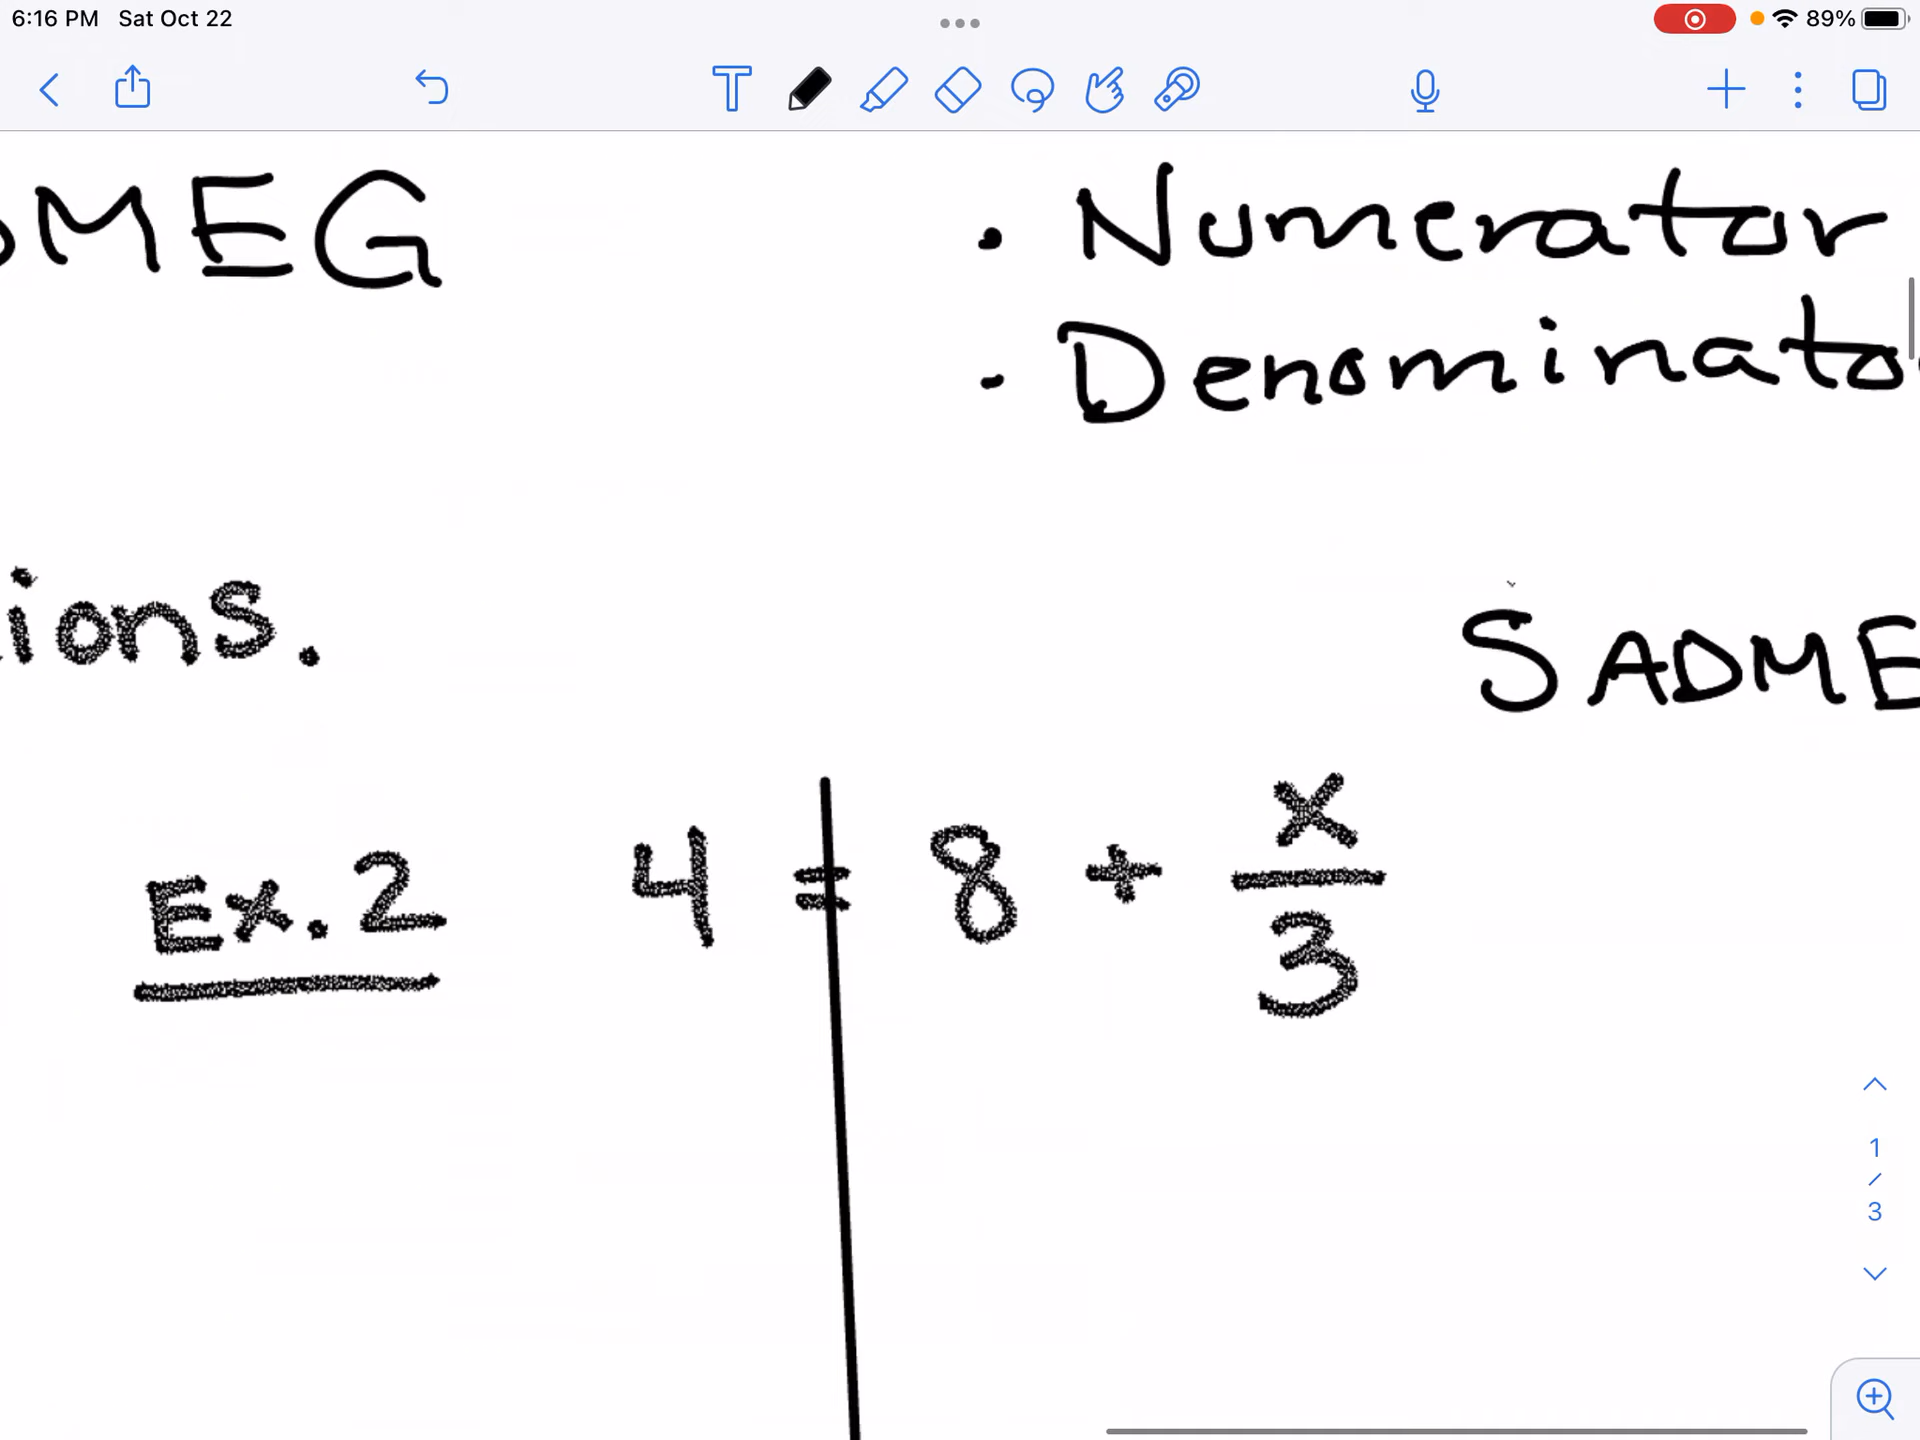 6:16 PM Sat Oct 22
89%
MEG
• Numerator
• Denominato
ions.
SADME
Ex. 2 4 = 8 + x/3
1
/
3